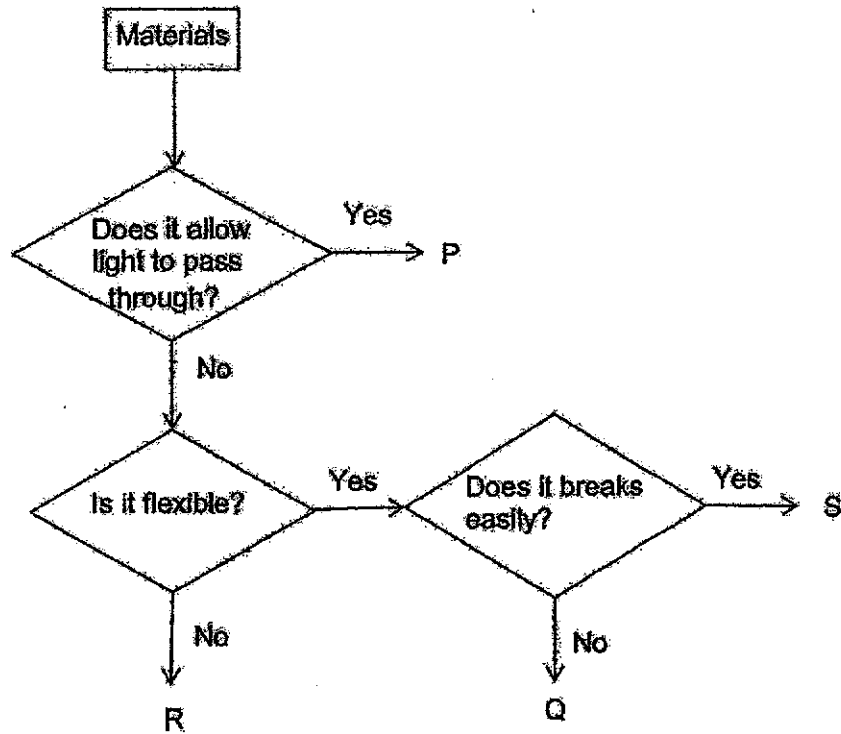 Materials
Does it allow
light to pass
through?
Yes
P
No
Is it flexible?
Yes
Does it breaks
easily?
Yes
S
No
R
No
Q